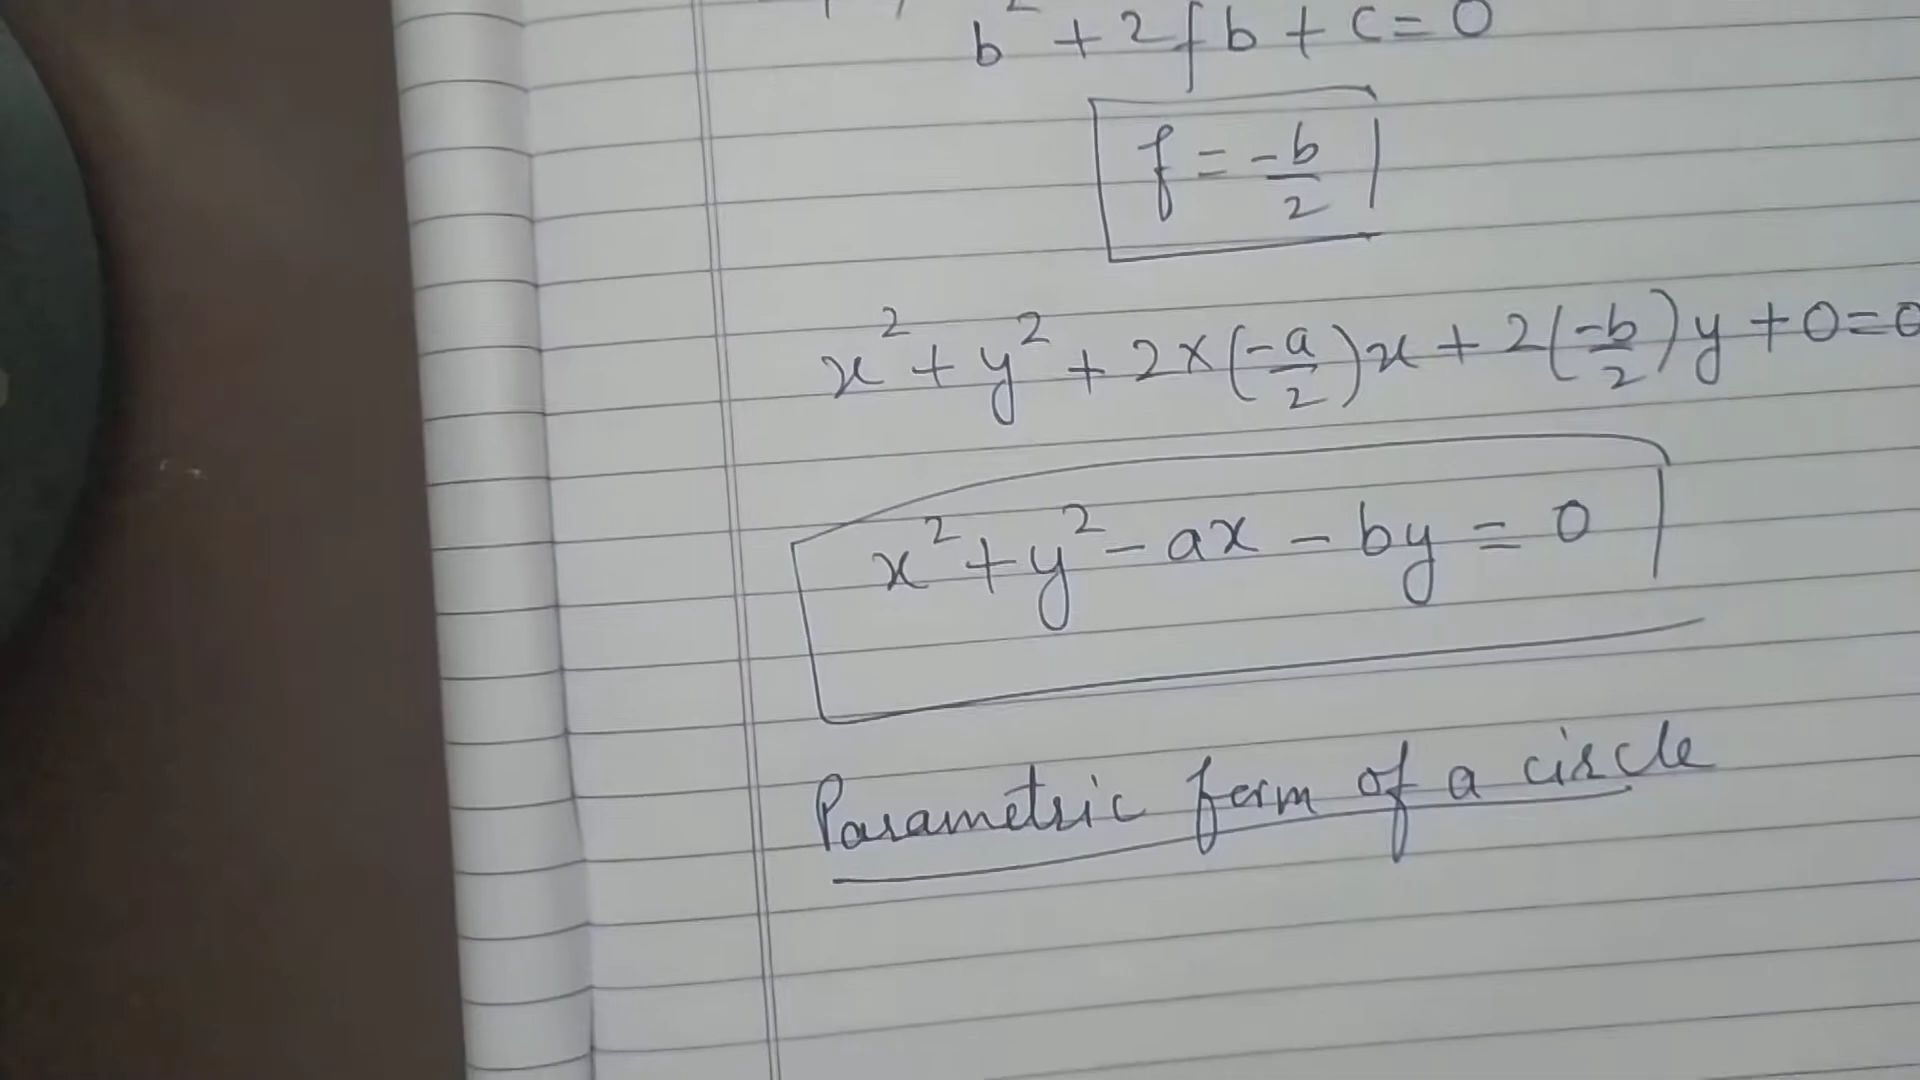 b² + 2fb + c = 0
f = -b/2
x² + y² + 2×(-a/2)x + 2(-b/2)y + 0 = 0
x² + y² - ax - by = 0
Parametric form of a circle